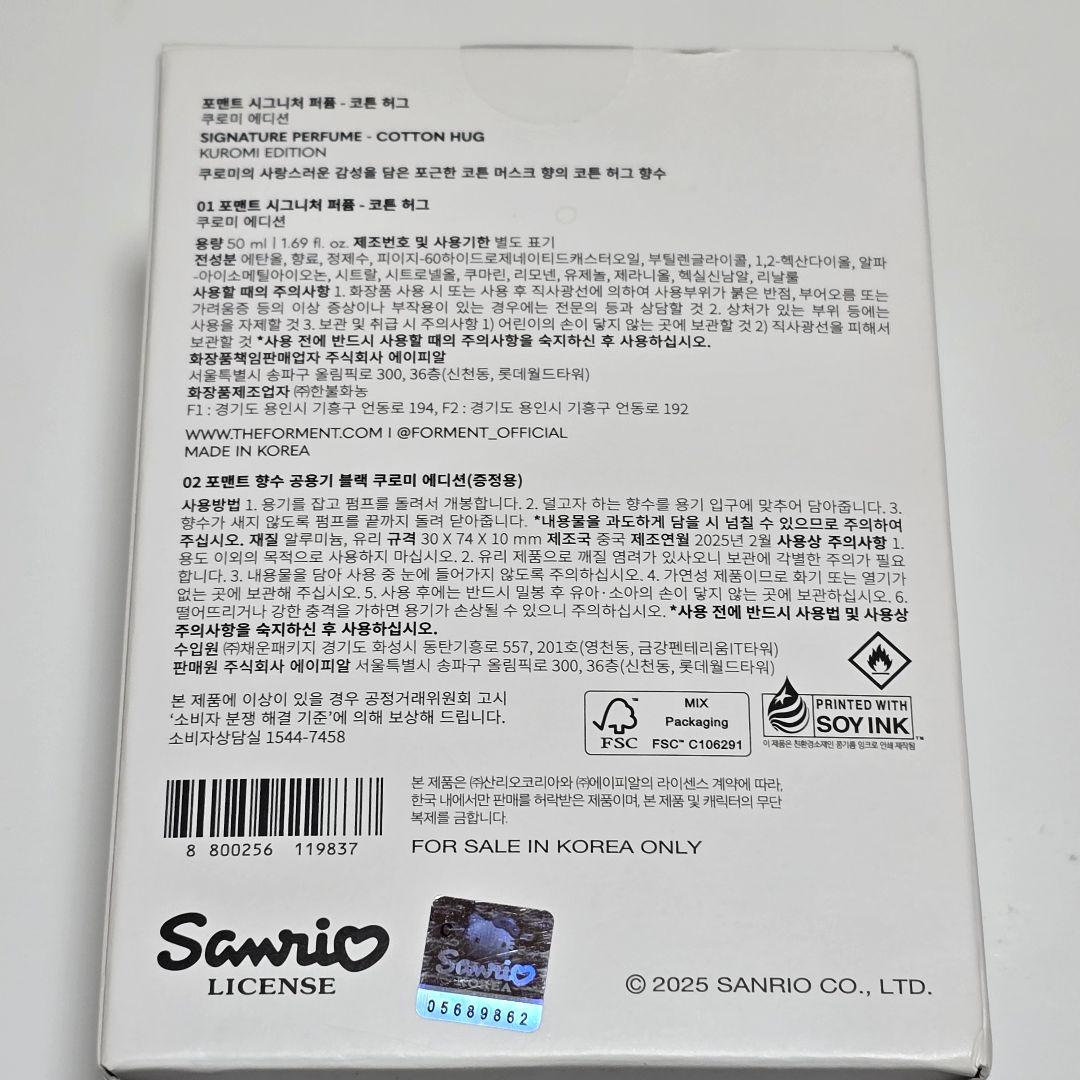 포맨트 시그니처 퍼퓸 - 코튼 허그
쿠로미 에디션
SIGNATURE PERFUME - COTTON HUG
KUROMI EDITION
쿠로미의 사랑스러운 감성을 담은 포근한 코튼 머스크 향의 코튼 허그 향수
01 포맨트 시그니처 퍼퓸 - 코튼 허그
쿠로미 에디션
용량 50 ml | 1.69 fl. oz. 제조번호 및 사용기한 별도 표기
전성분 에탄올, 향료, 정제수, 피이지-60하이드로제네이티드캐스터오일, 부틸렌글라이콜, 1,2-헥산다이올, 알파
-아이소메틸아이오논, 시트랄, 시트로넬올, 쿠마린, 리모넨, 유제놀, 제라니올, 헥실신남알, 리날룰
사용할 때의 주의사항 1. 화장품 사용 시 또는 사용 후 직사광선에 의하여 사용부위가 붉은 반점, 부어오름 또는
가려움증 등의 이상 증상이나 부작용이 있는 경우에는 전문의 등과 상담할 것 2. 상처가 있는 부위 등에는
사용을 자제할 것 3. 보관 및 취급 시 주의사항 1) 어린이의 손이 닿지 않는 곳에 보관할 것 2) 직사광선을 피해서
보관할 것 *사용 전에 반드시 사용할 때의 주의사항을 숙지하신 후 사용하십시오.
화장품책임판매업자 주식회사 에이피알
서울특별시 송파구 올림픽로 300, 36층(신천동, 롯데월드타워)
화장품제조업자 ㈜한불화농
F1 : 경기도 용인시 기흥구 언동로 194, F2 : 경기도 용인시 기흥구 언동로 192
WWW.THEFORMENT.COM I @FORMENT_OFFICIAL
MADE IN KOREA
02 포맨트 향수 공용기 블랙 쿠로미 에디션(증정용)
사용방법 1. 용기를 잡고 펌프를 돌려서 개봉합니다. 2. 덜고자 하는 향수를 용기 입구에 맞추어 담아줍니다. 3.
향수가 새지 않도록 펌프를 끝까지 돌려 닫아줍니다. *내용물을 과도하게 담을 시 넘칠 수 있으므로 주의하여
주십시오. 재질 알루미늄, 유리 규격 30 X 74 X 10 mm 제조국 중국 제조연월 2025년 2월 사용상 주의사항 1.
용도 이외의 목적으로 사용하지 마십시오. 2. 유리 제품으로 깨질 염려가 있사오니 보관에 각별한 주의가 필요
합니다. 3. 내용물을 담아 사용 중 눈에 들어가지 않도록 주의하십시오. 4. 가연성 제품이므로 화기 또는 열기가
없는 곳에 보관해 주십시오. 5. 사용 후에는 반드시 밀봉 후 유아·소아의 손이 닿지 않는 곳에 보관하십시오. 6.
떨어뜨리거나 강한 충격을 가하면 용기가 손상될 수 있으니 주의하십시오. *사용 전에 반드시 사용법 및 사용상
주의사항을 숙지하신 후 사용하십시오.
수입원 ㈜채운패키지 경기도 화성시 동탄기흥로 557, 201호(영천동, 금강펜테리움IT타워)
판매원 주식회사 에이피알 서울특별시 송파구 올림픽로 300, 36층(신천동, 롯데월드타워)
본 제품에 이상이 있을 경우 공정거래위원회 고시
‘소비자 분쟁 해결 기준’에 의해 보상해 드립니다.
소비자상담실 1544-7458
FSC
MIX
Packaging
FSC™ C106291
PRINTED WITH
SOY INK™
이 제품은 친환경소재인 콩기름 잉크로 인쇄 제작됨
8 800256 119837
본 제품은 ㈜산리오코리아와 ㈜에이피알의 라이센스 계약에 따라,
한국 내에서만 판매를 허락받은 제품이며, 본 제품 및 캐릭터의 무단
복제를 금합니다.
FOR SALE IN KOREA ONLY
Sanrio
LICENSE
Sanrio
KOREA
05689862
© 2025 SANRIO CO., LTD.